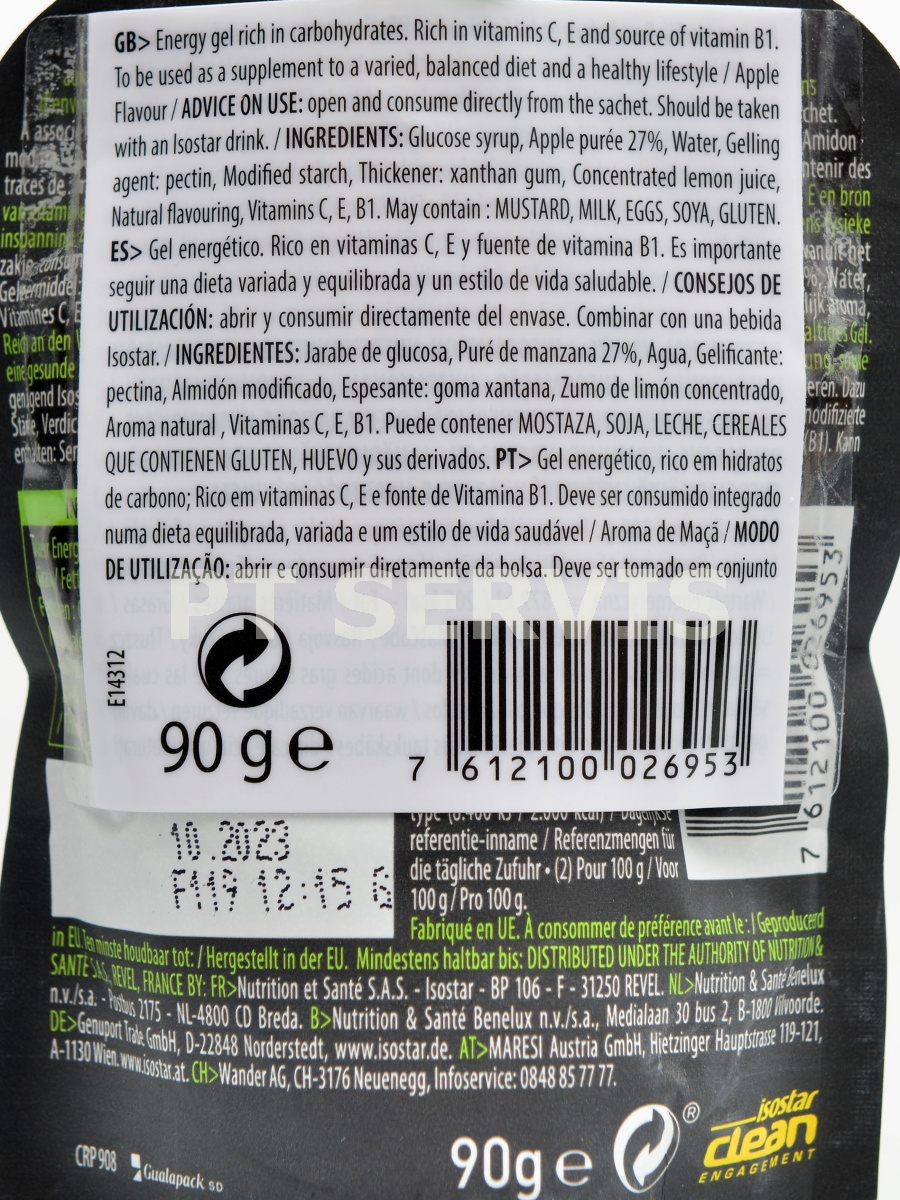 GB> Energy gel rich in carbohydrates. Rich in vitamins C, E and source of vitamin B1.
To be used as a supplement to a varied, balanced diet and a healthy lifestyle / Apple
Flavour / ADVICE ON USE: open and consume directly from the sachet. Should be taken
with an Isostar drink. / INGREDIENTS: Glucose syrup, Apple purée 27%, Water, Gelling
agent: pectin, Modified starch, Thickener: xanthan gum, Concentrated lemon juice,
Natural flavouring, Vitamins C, E, B1. May contain : MUSTARD, MILK, EGGS, SOYA, GLUTEN.
ES> Gel energético. Rico en vitaminas C, E y fuente de vitamina B1. Es importante
seguir una dieta variada y equilibrada y un estilo de vida saludable. / CONSEJOS DE
UTILIZACIÓN: abrir y consumir directamente del envase. Combinar con una bebida
Isostar. / INGREDIENTES: Jarabe de glucosa, Puré de manzana 27%, Agua, Gelificante:
pectina, Almidón modificado, Espesante: goma xantana, Zumo de limón concentrado,
Aroma natural , Vitaminas C, E, B1. Puede contener MOSTAZA, SOJA, LECHE, CEREALES
QUE CONTIENEN GLUTEN, HUEVO y sus derivados. PT> Gel energético, rico em hidratos
de carbono; Rico em vitaminas C, E e fonte de Vitamina B1. Deve ser consumido integrado
numa dieta equilibrada, variada e um estilo de vida saudável / Aroma de Maçã / MODO
DE UTILIZAÇÃO: abrir e consumir diretamente da bolsa. Deve ser tomado em conjunto
PT SERVIS
E14312
90 g e
7 612100 026953
7 612100 026953
10.2023
F119 12:15 6
referentie-inname / Referenzmengen für
die tägliche Zufuhr • (2) Pour 100 g / Voor
100 g / Pro 100 g.
Fabriqué en UE. À consommer de préférence avant le : / Geproduceerd
in EU. Ten minste houdbaar tot: / Hergestellt in der EU. Mindestens haltbar bis: DISTRIBUTED UNDER THE AUTHORITY OF NUTRITION &
SANTÉ S.A.S, REVEL, FRANCE BY: FR>Nutrition et Santé S.A.S. - Isostar - BP 106 - F - 31250 REVEL. NL>Nutrition & Santé Benelux
n.v./s.a. - Postbus 2175 - NL-4800 CD Breda. B>Nutrition & Santé Benelux n.v./s.a., Medialaan 30 bus 2, B-1800 Vilvoorde.
DE>Genuport Trade GmbH, D-22848 Norderstedt, www.isostar.de. AT>MARESI Austria GmbH, Hietzinger Hauptstrasse 119-121,
A-1130 Wien. www.isostar.at. CH>Wander AG, CH-3176 Neuenegg, Infoservice: 0848 85 77 77.
CRP 908
Gualapack SD
90g e
®
isostar
clean
ENGAGEMENT